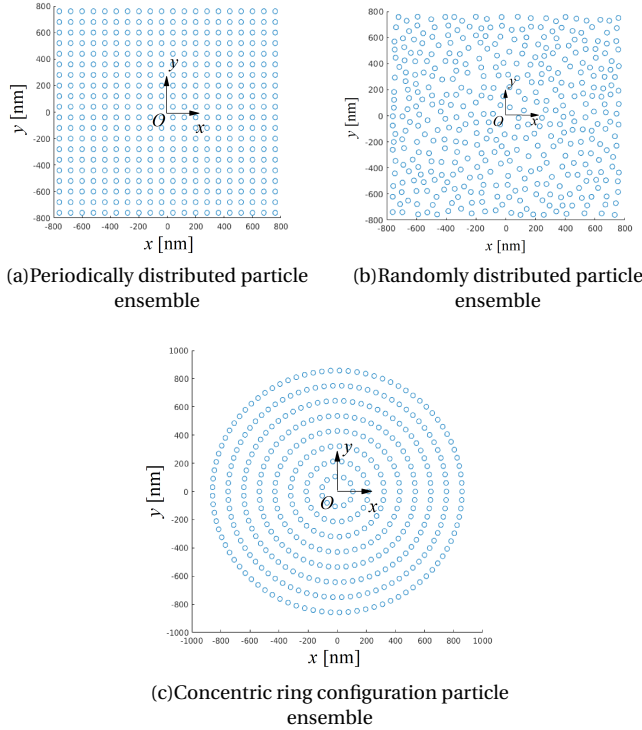 800
600
400
200
0
-200
-400
-600
-800
-800 -600 -400 -200 0 200 400 600 800
y [nm]
x [nm]
y
O
x
(a)Periodically distributed particle
ensemble
800
600
400
200
0
-200
-400
-600
-800
-800 -600 -400 -200 0 200 400 600 800
y [nm]
x [nm]
y
O
x
(b)Randomly distributed particle
ensemble
1000
800
600
400
200
0
-200
-400
-600
-800
-1000
-1000 -800 -600 -400 -200 0 200 400 600 800 1000
y [nm]
x [nm]
y
O
x
(c)Concentric ring configuration particle
ensemble